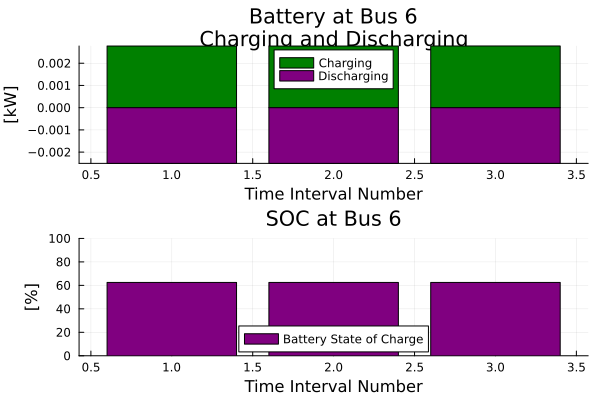 Battery at Bus 6
Charging and Discharging
Charging
Discharging
[kW]
0.002
0.001
0.000
−0.001
−0.002
0.5 1.0 1.5 2.0 2.5 3.0 3.5
Time Interval Number
SOC at Bus 6
[%]
100
80
60
40
20
0
Battery State of Charge
0.5 1.0 1.5 2.0 2.5 3.0 3.5
Time Interval Number